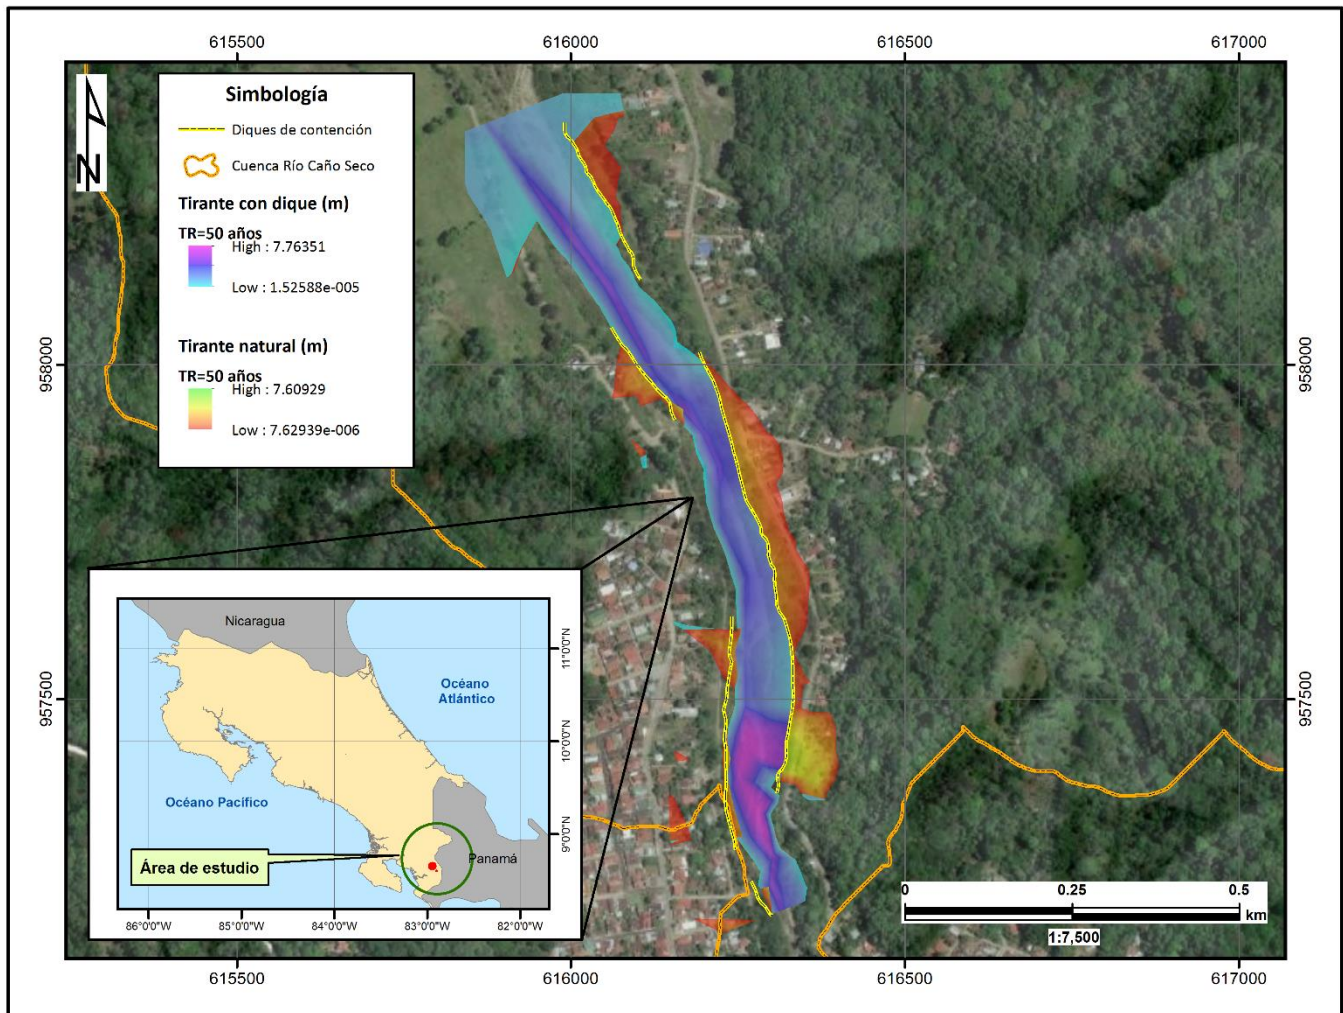 615500
616000
616500
617000
N
Simbología
Diques de contención
Cuenca Río Caño Seco
Tirante con dique (m)
TR=50 años
High : 7.76351
Low : 1.52588e-005
Tirante natural (m)
TR=50 años
High : 7.60929
Low : 7.62939e-006
958000
958000
957500
957500
Nicaragua
Océano
Atlántico
Océano Pacífico
Panamá
Área de estudio
11°0'0"N
10°0'0"N
9°0'0"N
86°0'0"W
85°0'0"W
84°0'0"W
83°0'0"W
82°0'0"W
0
0.25
0.5
km
1:7,500
615500
616000
616500
617000